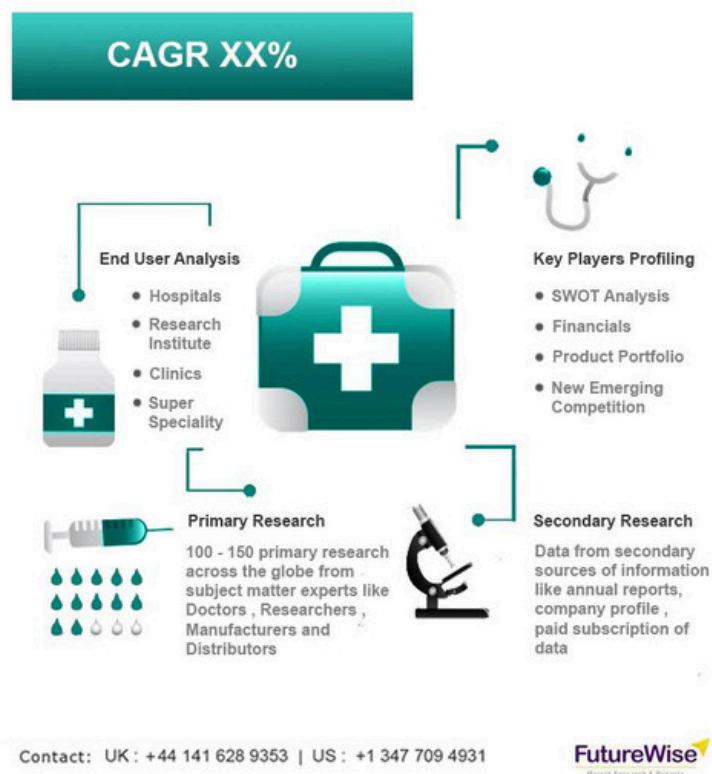 CAGR XX%
End User Analysis
Hospitals
Research
Institute
Clinics
Super
Speciality
Key Players Profiling
SWOT Analysis
Financials
Product Portfolio
New Emerging
Competition
Primary Research
100 - 150 primary research
across the globe from
subject matter experts like
Doctors , Researchers ,
Manufacturers and
Distributors
Secondary Research
Data from secondary
sources of information
like annual reports,
company profile ,
paid subscription of
data
Contact: UK : +44 141 628 9353 | US : +1 347 709 4931
FutureWise